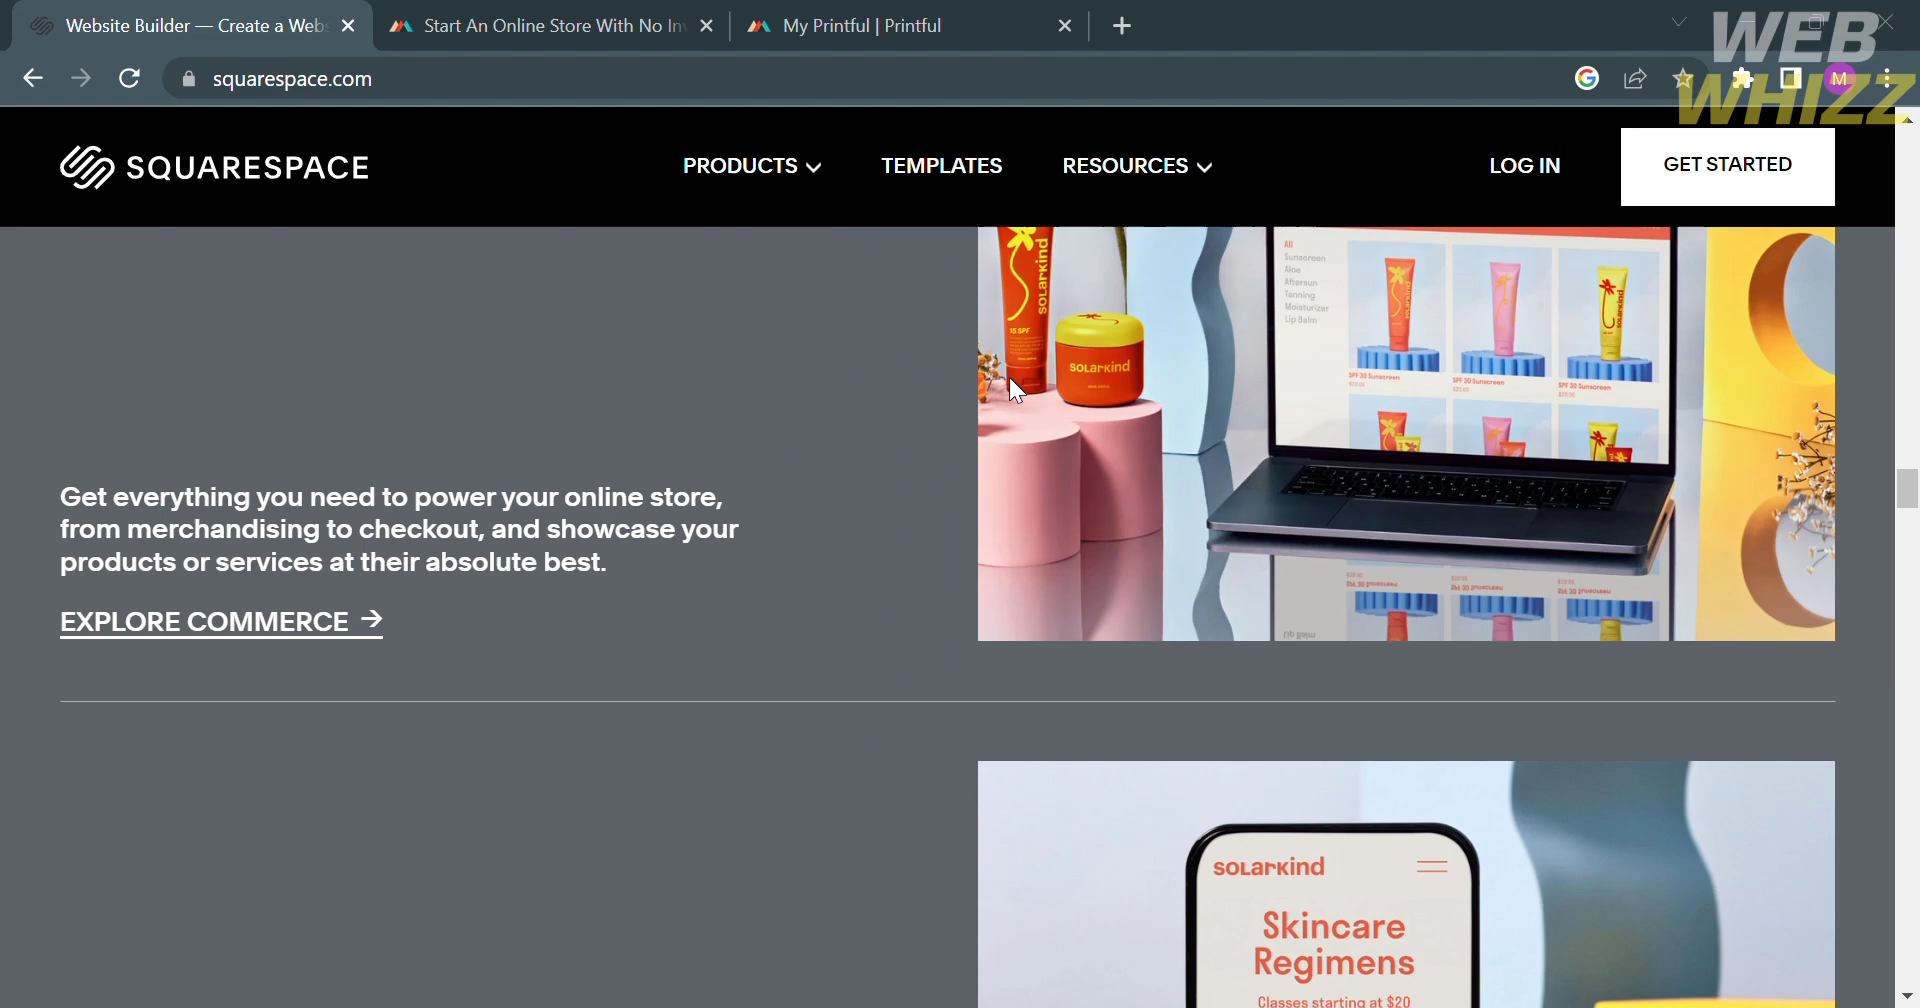 Website Builder — Create a Webs
Start An Online Store With No In
My Printful | Printful
squarespace.com
M
WEB
WHIZZ
SQUARESPACE
PRODUCTS
TEMPLATES
RESOURCES
LOG IN
GET STARTED
solarkind
15 SPF
solarkind
All
Sunscreen
Aloe
Aftersun
Tanning
Moisturizer
Lip Balm
SPF 30 Sunscreen
SPF 30 Sunscreen
SPF 30 Sunscreen
Get everything you need to power your online store,
from merchandising to checkout, and showcase your
products or services at their absolute best.
EXPLORE COMMERCE →
solarkind
Skincare
Regimens
Classes starting at $20